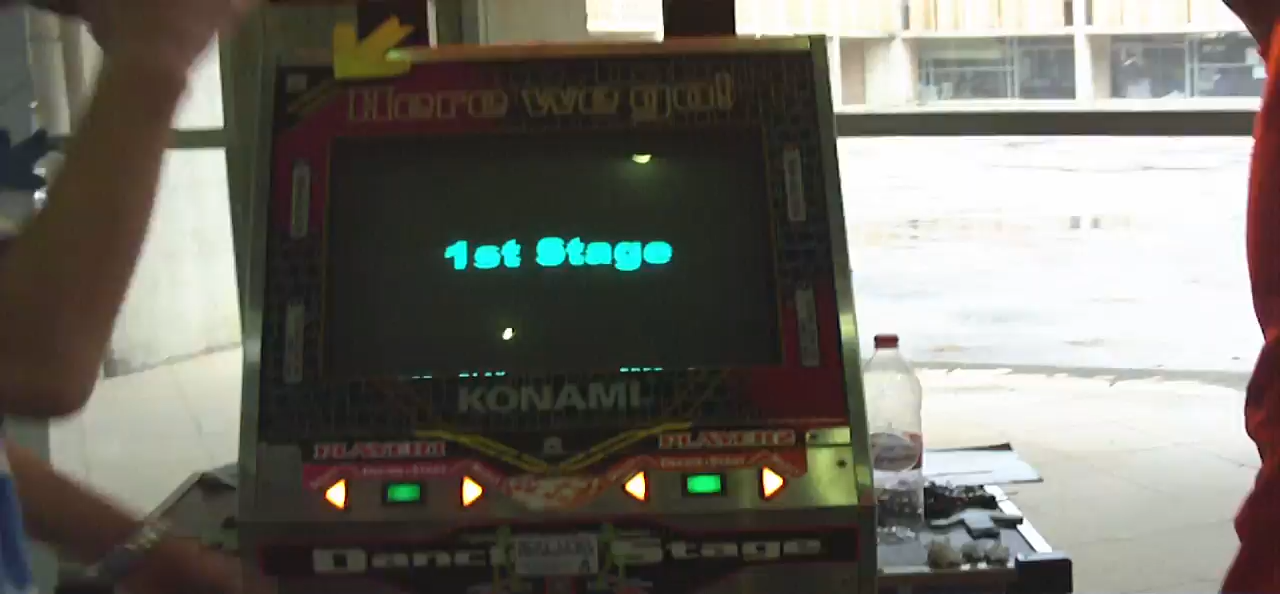 Here we go!
1st Stage
KONAMI
PLAYER1
PLAYER2
Dance Stage